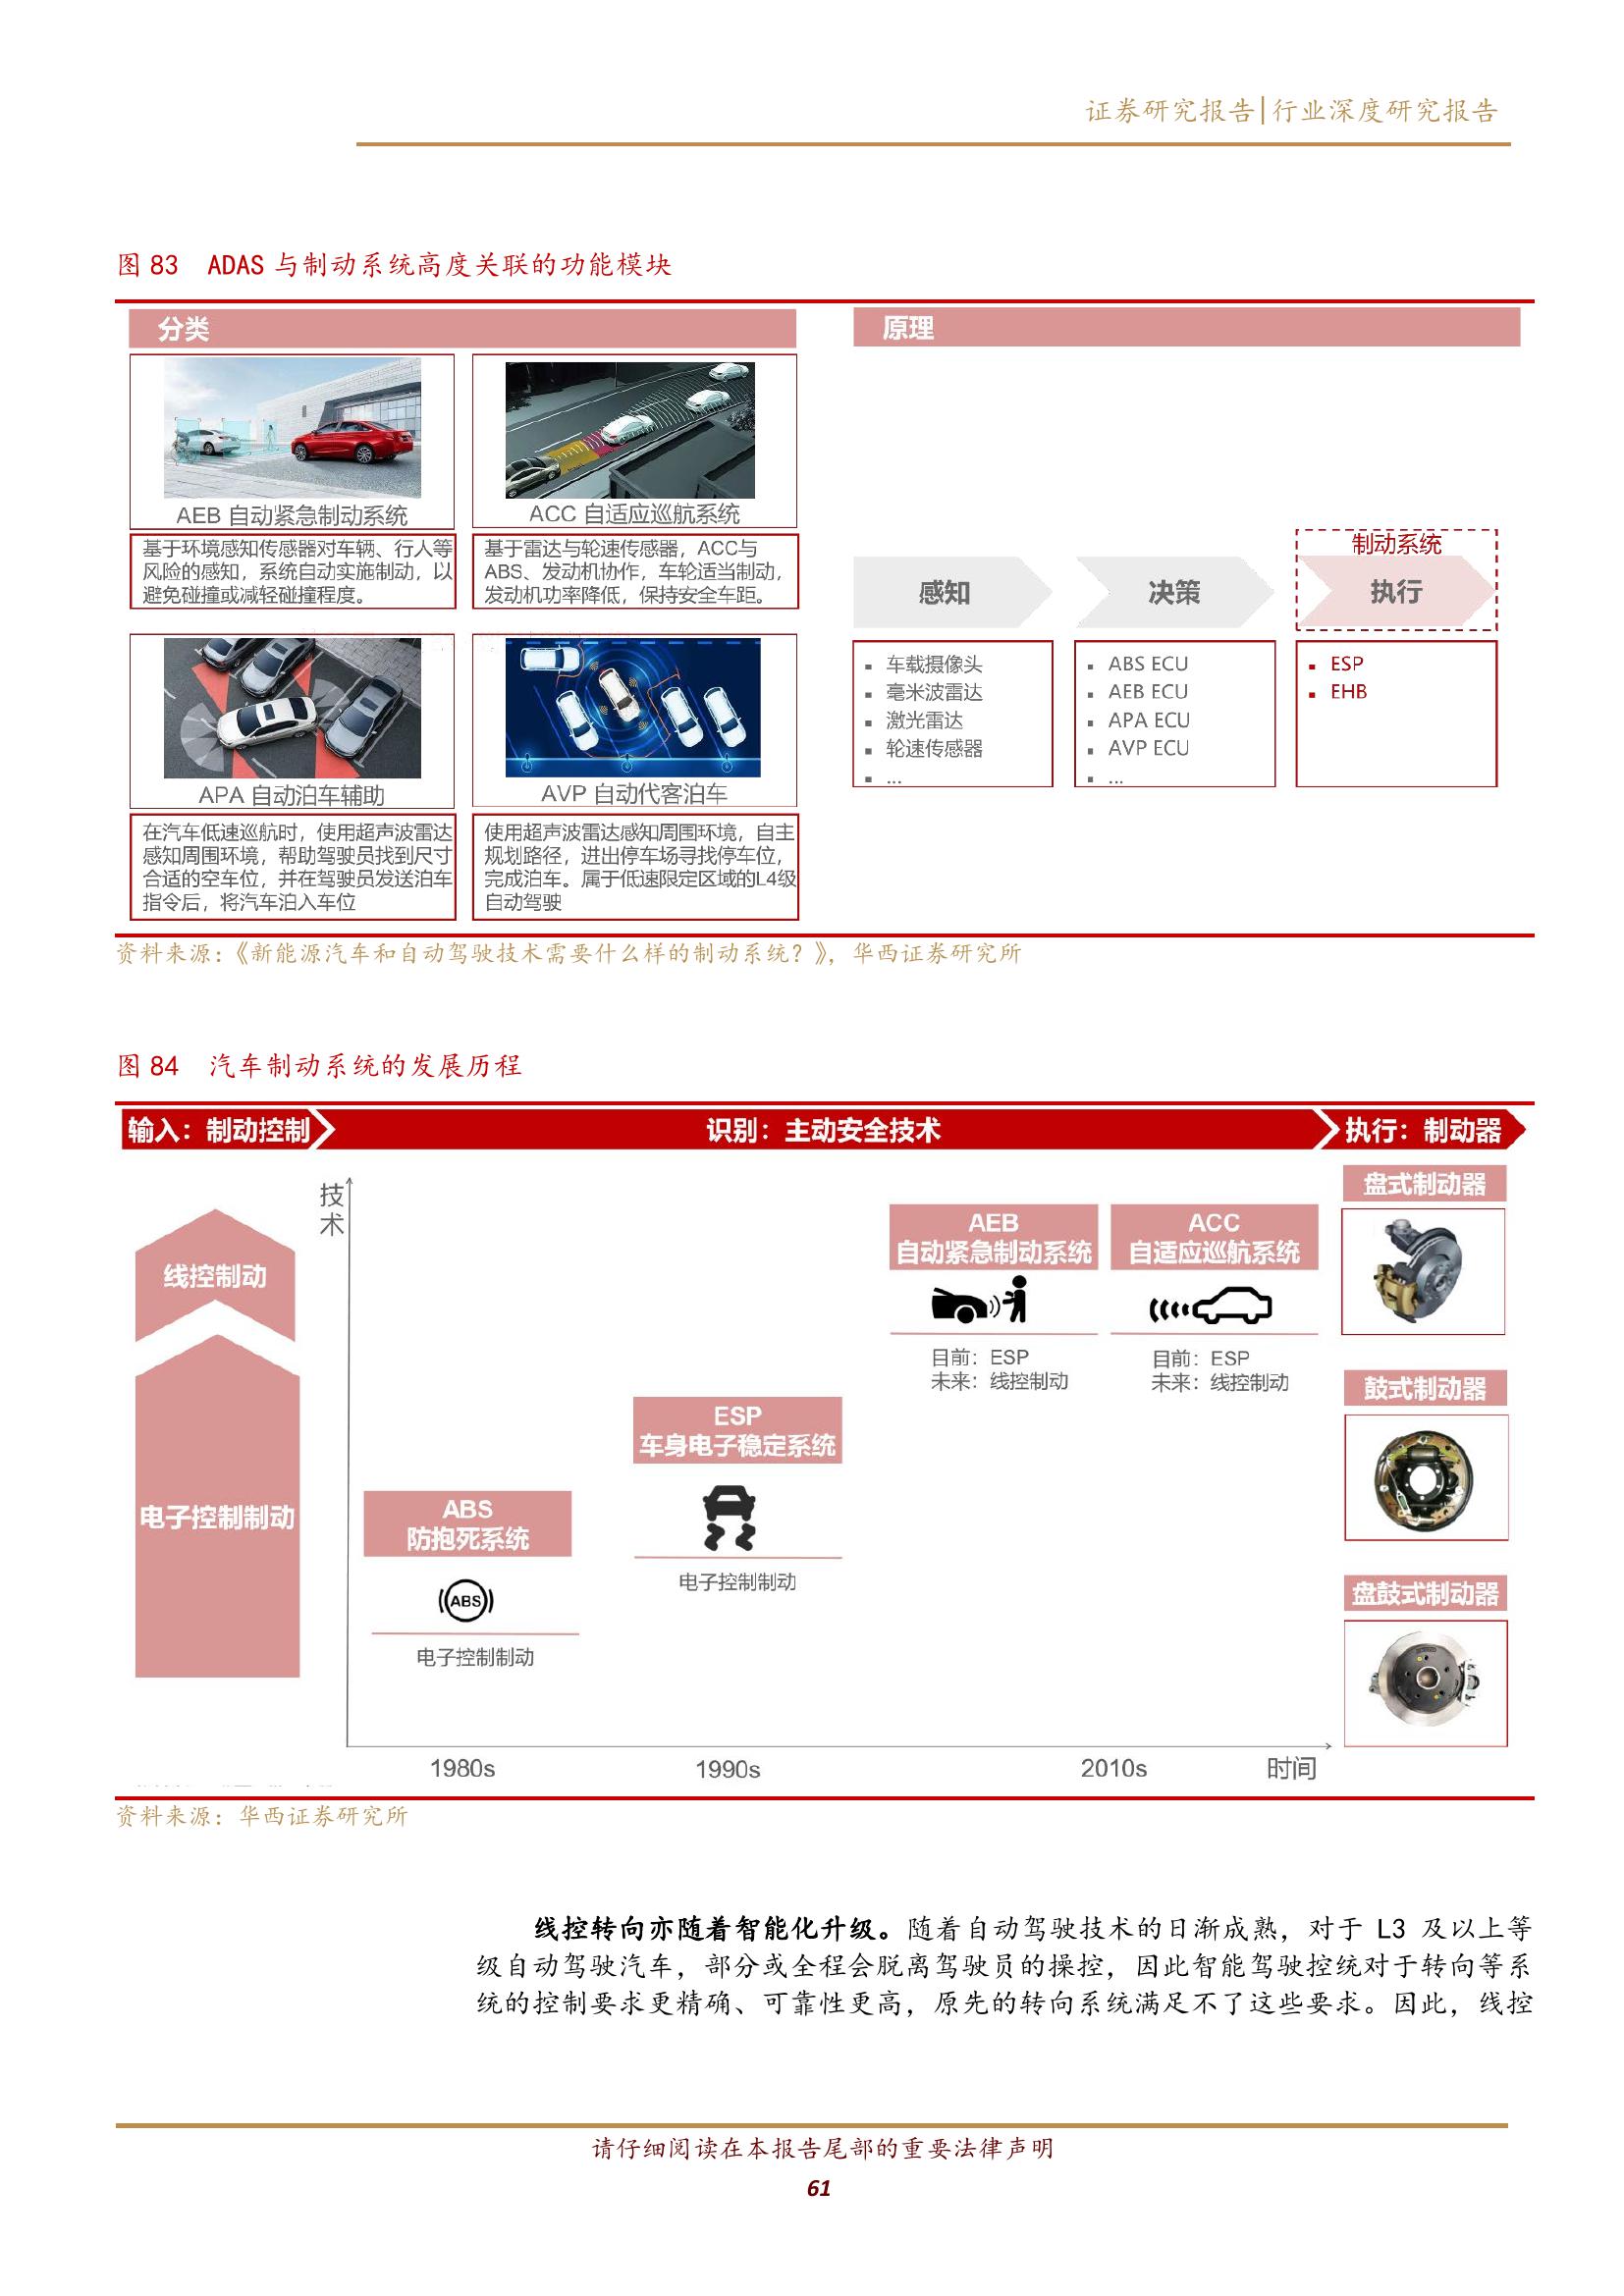 证券研究报告|行业深度研究报告
图 83 ADAS 与制动系统高度关联的功能模块
分类
AEB 自动紧急制动系统
基于环境感知传感器对车辆、行人等
风险的感知，系统自动实施制动，以
避免碰撞或减轻碰撞程度。
ACC 自适应巡航系统
基于雷达与轮速传感器，ACC与
ABS、发动机协作，车轮适当制动，
发动机功率降低，保持安全车距。
APA 自动泊车辅助
在汽车低速巡航时，使用超声波雷达
感知周围环境，帮助驾驶员找到尺寸
合适的空车位，并在驾驶员发送泊车
指令后，将汽车泊入车位
AVP 自动代客泊车
使用超声波雷达感知周围环境，自主
规划路径，进出停车场寻找停车位，
完成泊车。属于低速限定区域的L4级
自动驾驶
原理
感知
▪ 车载摄像头
▪ 毫米波雷达
▪ 激光雷达
▪ 轮速传感器
▪ ...
决策
▪ ABS ECU
▪ AEB ECU
▪ APA ECU
▪ AVP ECU
▪ ...
制动系统
执行
▪ ESP
▪ EHB
资料来源：《新能源汽车和自动驾驶技术需要什么样的制动系统？》，华西证券研究所
图 84 汽车制动系统的发展历程
输入：制动控制
识别：主动安全技术
执行：制动器
线控制动
电子控制制动
技
术
ABS
防抱死系统
(ABS)
电子控制制动
ESP
车身电子稳定系统
电子控制制动
AEB
自动紧急制动系统
目前：ESP
未来：线控制动
ACC
自适应巡航系统
目前：ESP
未来：线控制动
1980s
1990s
2010s
时间
盘式制动器
鼓式制动器
盘鼓式制动器
资料来源：华西证券研究所
线控转向亦随着智能化升级。随着自动驾驶技术的日渐成熟，对于 L3 及以上等
级自动驾驶汽车，部分或全程会脱离驾驶员的操控，因此智能驾驶控统对于转向等系
统的控制要求更精确、可靠性更高，原先的转向系统满足不了这些要求。因此，线控
请仔细阅读在本报告尾部的重要法律声明
61